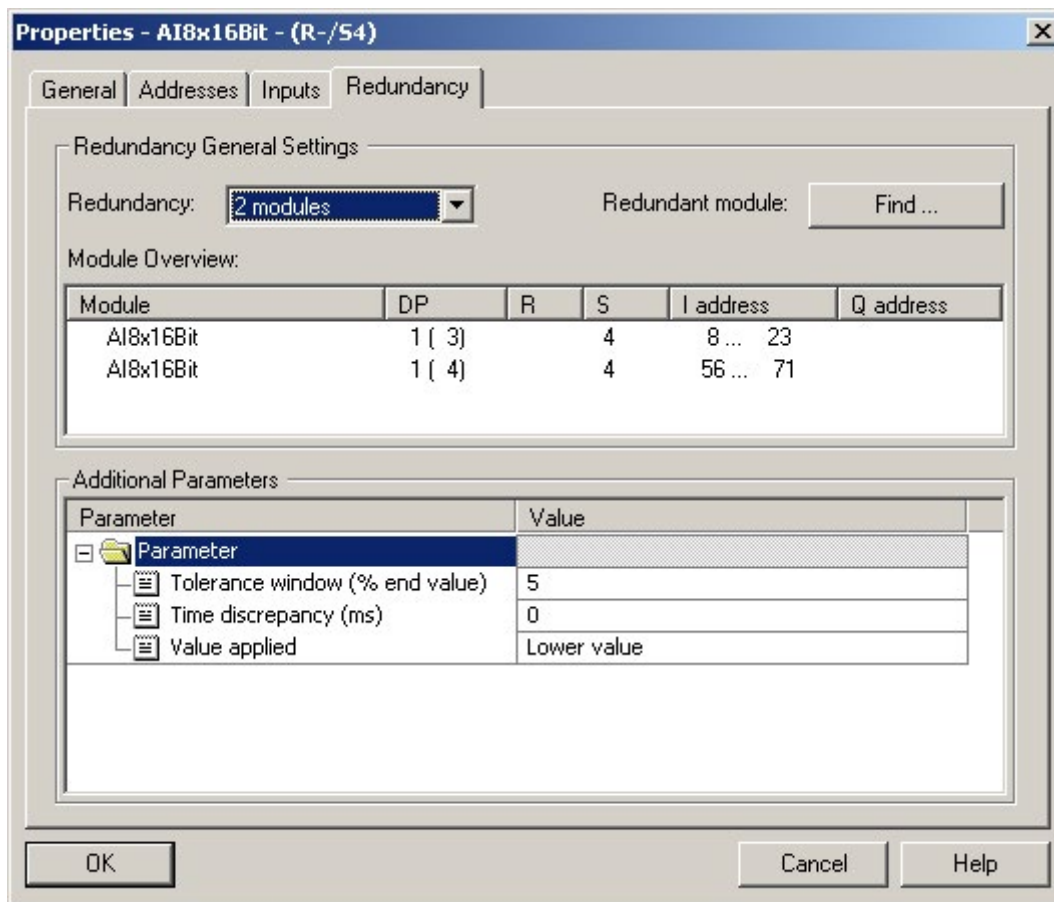 Properties - AI8x16Bit - (R-/S4)
General Addresses Inputs Redundancy
Redundancy General Settings
Redundancy: 2 modules Redundant module: Find ...
Module Overview:
Module DP R S I address Q address
AI8x16Bit 1 ( 3) 4 8 ... 23
AI8x16Bit 1 ( 4) 4 56 ... 71
Additional Parameters
Parameter Value
Parameter
Tolerance window (% end value) 5
Time discrepancy (ms) 0
Value applied Lower value
OK Cancel Help